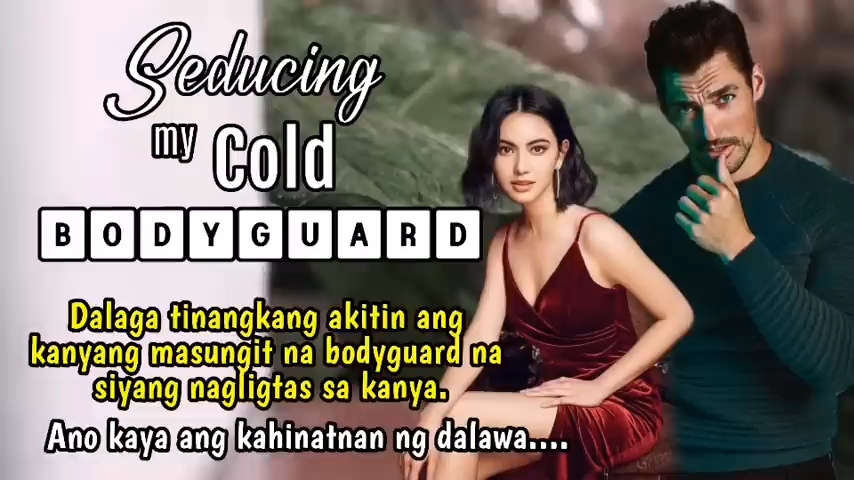 Seducing
my Cold
BODYGUARD
Dalaga tinangkang akitin ang
kanyang masungit na bodyguard na
siyang nagligtas sa kanya.
Ano kaya ang kahinatnan ng dalawa....